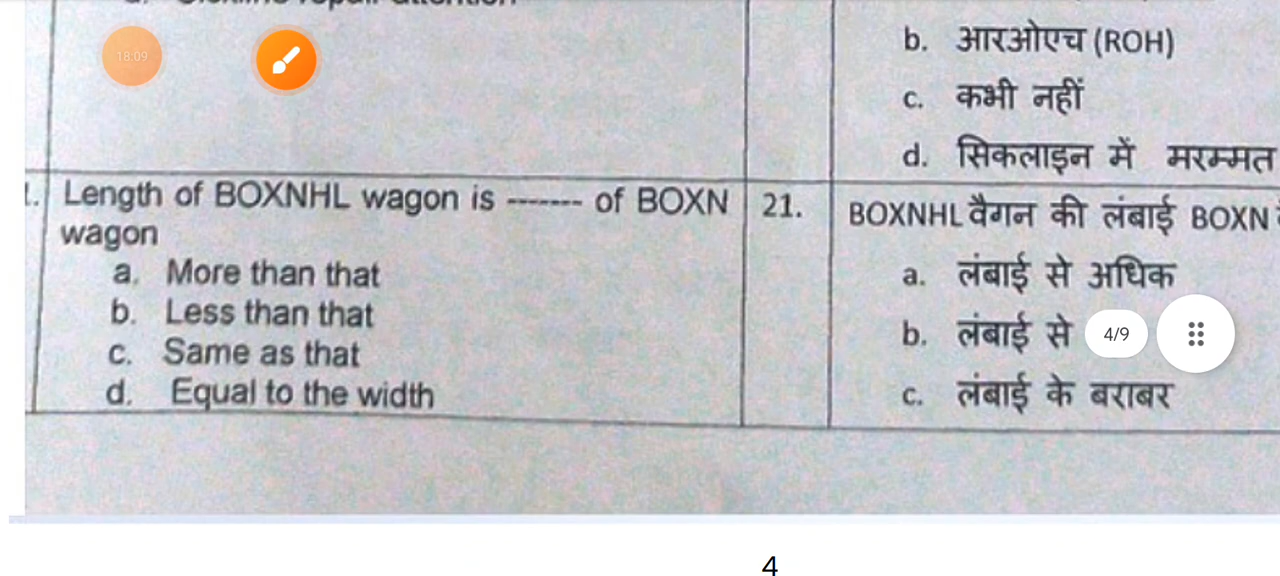 b. आरओएच (ROH)
18:09
c. कभी नहीं
d. सिकलाइन में मरम्मत
Length of BOXNHL wagon is ------- of BOXN
wagon
a. More than that
b. Less than that
c. Same as that
d. Equal to the width
21. BOXNHL वैगन की लंबाई BOXN
a. लंबाई से अधिक
b. लंबाई से
4/9
c. लंबाई के बराबर
4